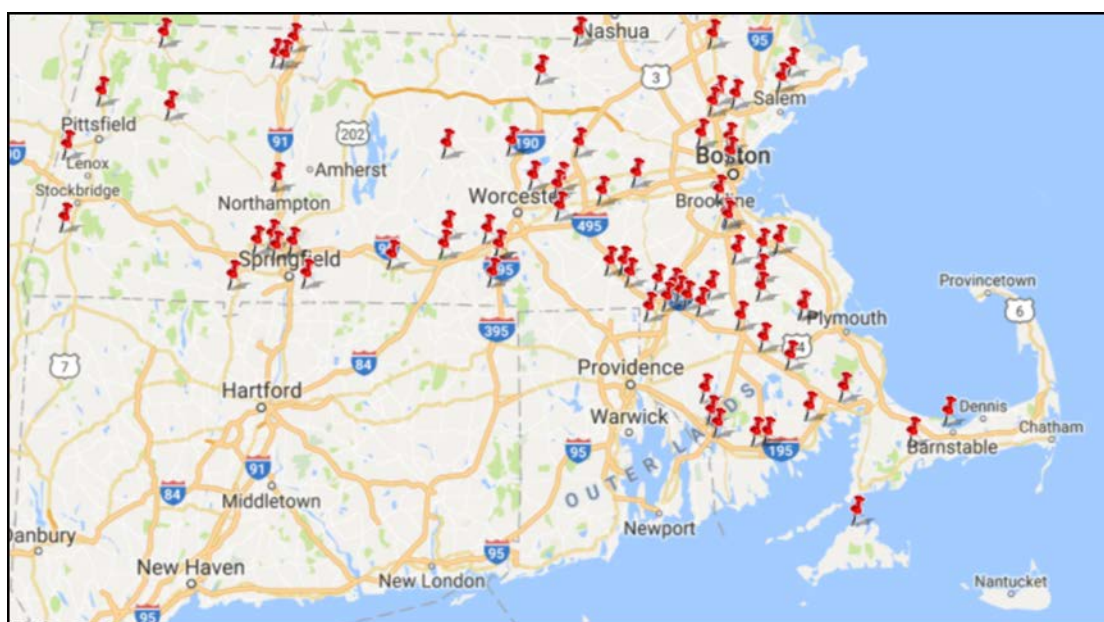 Nashua
95
3
Salem
Pittsfield
91
202
190
Boston
90
Lenox
Amherst
Stockbridge
Northampton
Worcester
495
Springfield
Provincetown
6
395
Plymouth
7
84
Providence
Hartford
Warwick
OUTER LANDS
Dennis
Chatham
Barnstable
195
91
95
84
Middletown
Newport
Danbury
95
New Haven
New London
Nantucket
95